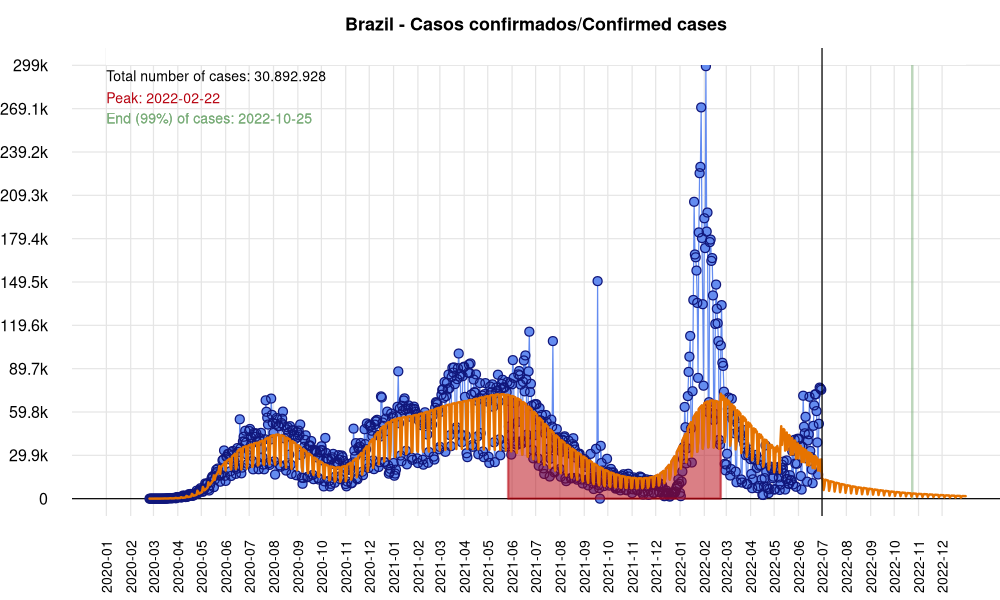 Brazil - Casos confirmados/Confirmed cases
299k
Total number of cases: 30.892.928
Peak: 2022-02-22
269.1k
End (99%) of cases: 2022-10-25
239.2k
209.3k
179.4k
149.5k
119.6k
89.7k
59.8k
29.9k
0
2020-01
2020-02
2020-03
2020-04
2020-05
2020-06
2020-07
2020-08
2020-09
2020-10
2020-11
2020-12
2021-01
2021-02
2021-03
2021-04
2021-05
2021-06
2021-07
2021-08
2021-09
2021-10
2021-11
2021-12
2022-01
2022-02
2022-03
2022-04
2022-05
2022-06
2022-07
2022-08
2022-09
2022-10
2022-11
2022-12